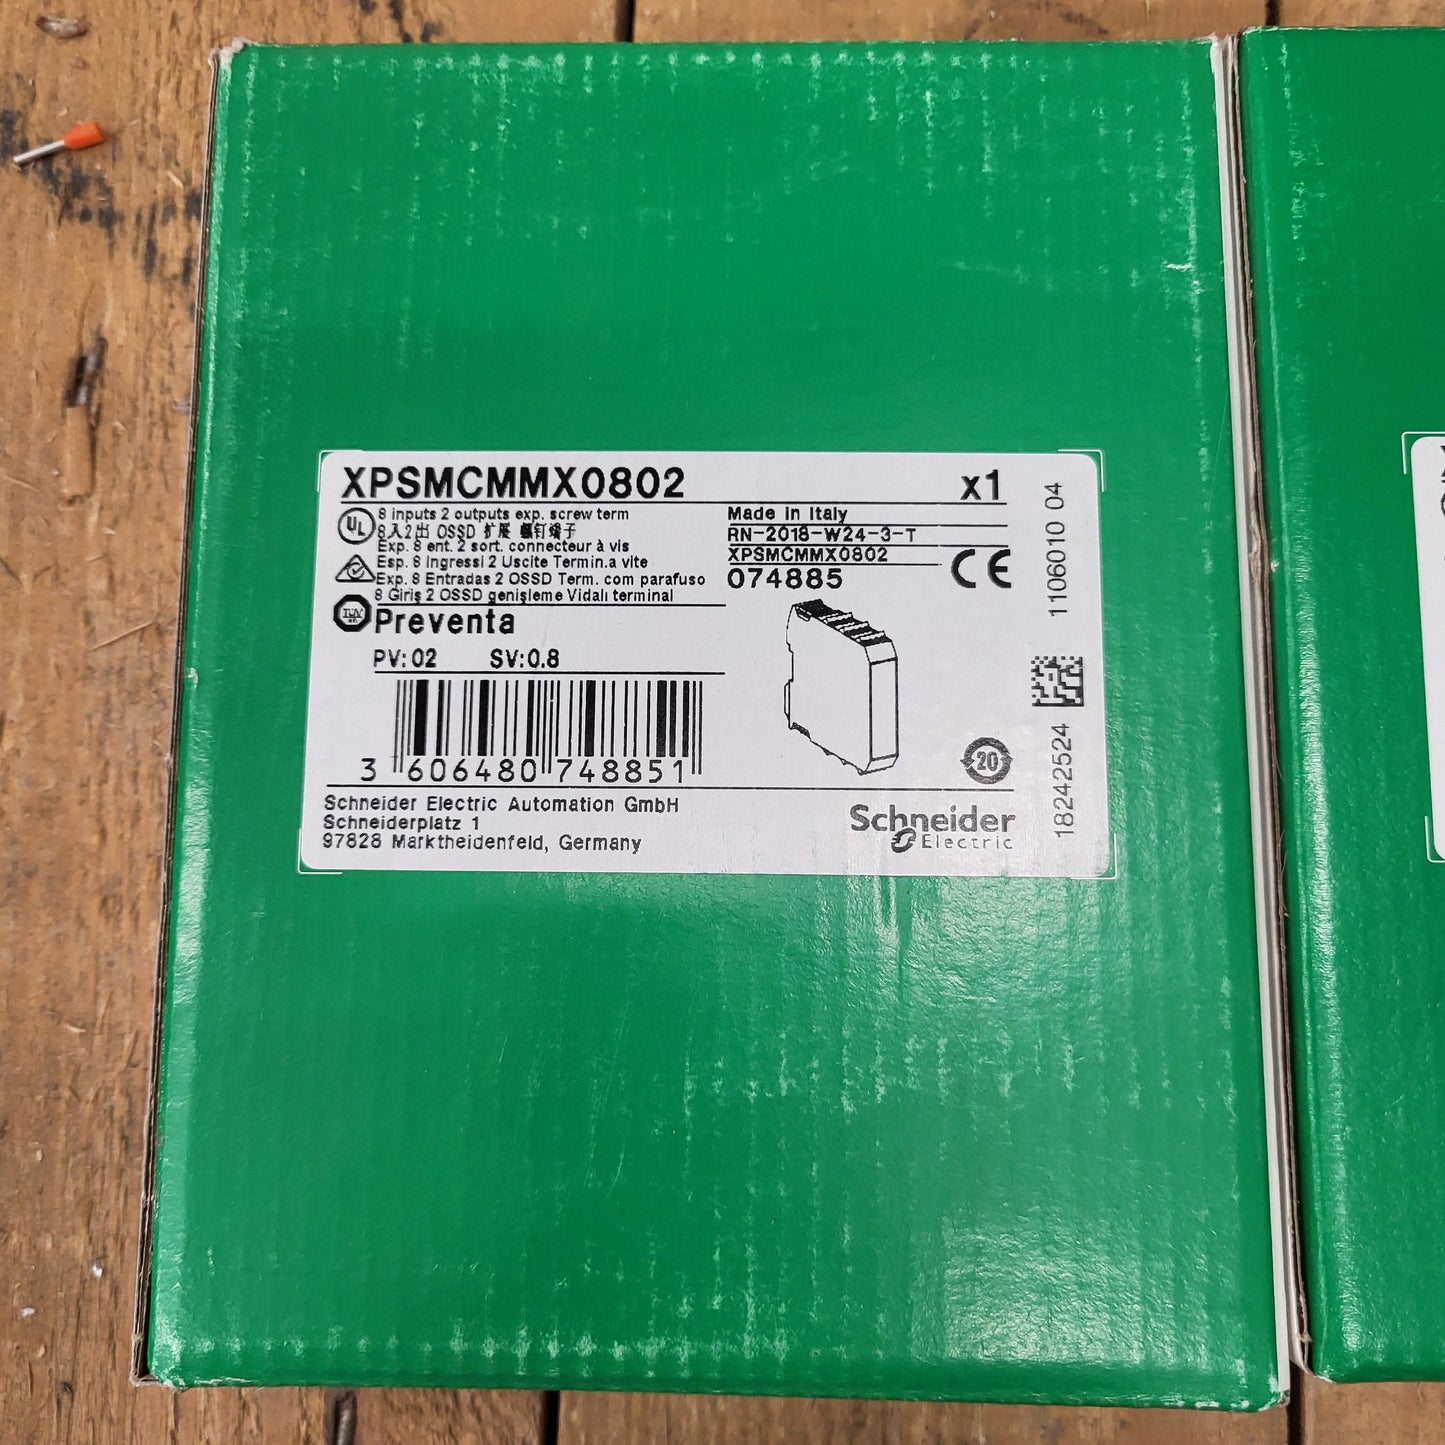 XPSMCMMX0802
x1
8 inputs 2 outputs exp. screw term
8入2出 OSSD 扩展 螺钉端子
Exp. 8 ent. 2 sort. connecteur à vis
Esp. 8 Ingressi 2 Uscite Termin.a vite
Exp. 8 Entradas 2 OSSD Term. com parafuso
8 Giriş 2 OSSD genişleme Vidalı terminal
UL
TÜV
Preventa
PV:02 SV:0.8
Made in Italy
RN-2018-W24-3-T
XPSMCMMX0802
074885
CE
3 606480 748851
20
Schneider Electric Automation GmbH
Schneiderplatz 1
97828 Marktheidenfeld, Germany
Schneider
Electric
1106010 04
18242524